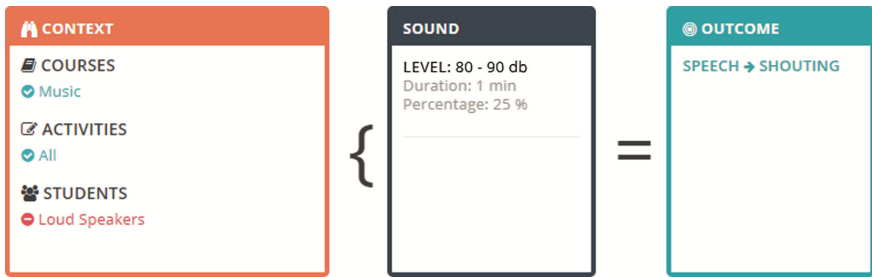 CONTEXT
COURSES
Music
ACTIVITIES
All
STUDENTS
Loud Speakers
{
SOUND
LEVEL: 80 - 90 db
Duration: 1 min
Percentage: 25 %
=
OUTCOME
SPEECH → SHOUTING